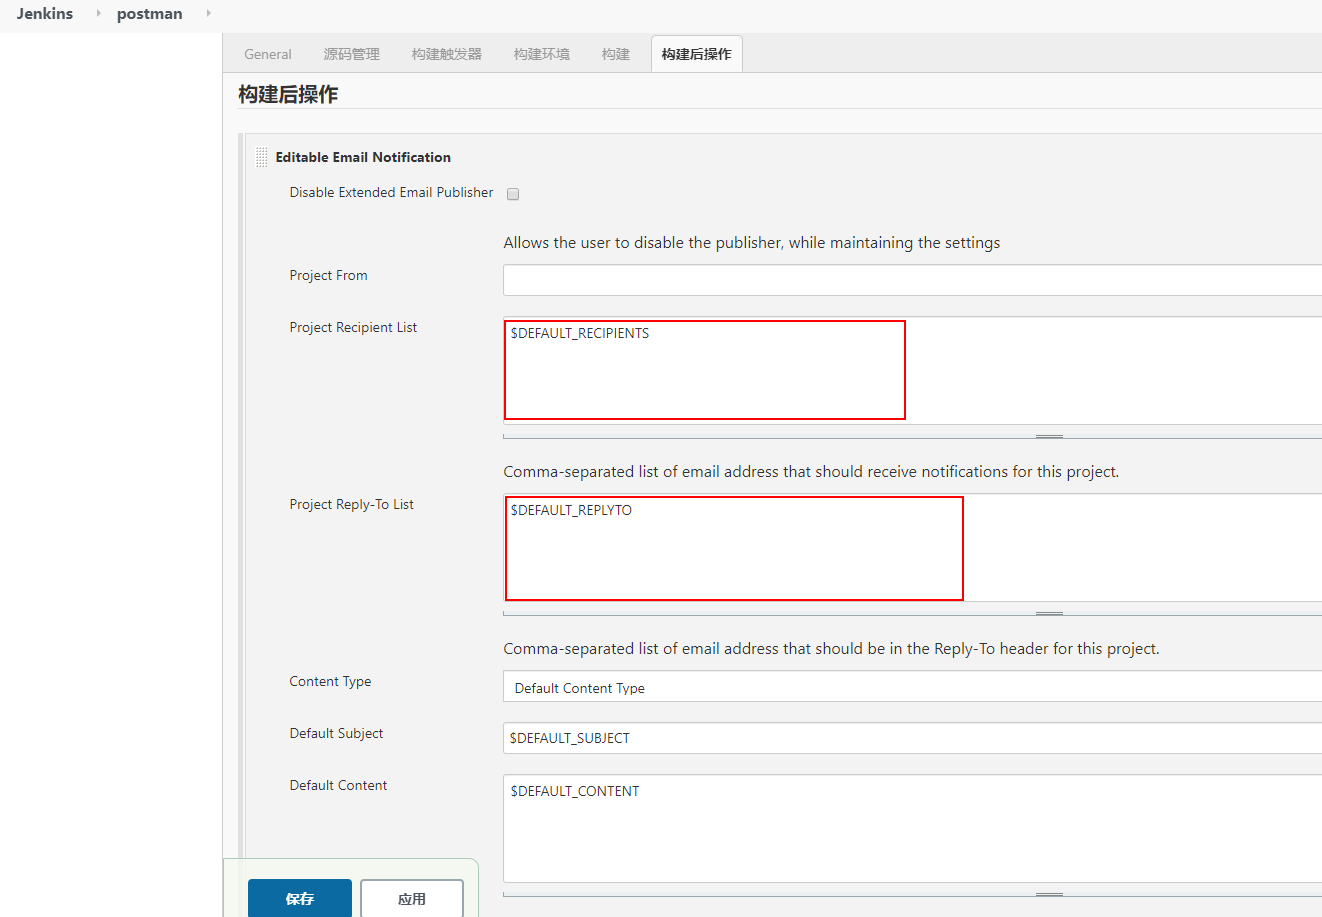 Jenkins postman
General 源码管理 构建触发器 构建环境 构建 构建后操作
构建后操作
Editable Email Notification
Disable Extended Email Publisher
Allows the user to disable the publisher, while maintaining the settings
Project From
Project Recipient List
$DEFAULT_RECIPIENTS
Comma-separated list of email address that should receive notifications for this project.
Project Reply-To List
$DEFAULT_REPLYTO
Comma-separated list of email address that should be in the Reply-To header for this project.
Content Type
Default Content Type
Default Subject
$DEFAULT_SUBJECT
Default Content
$DEFAULT_CONTENT
保存 应用